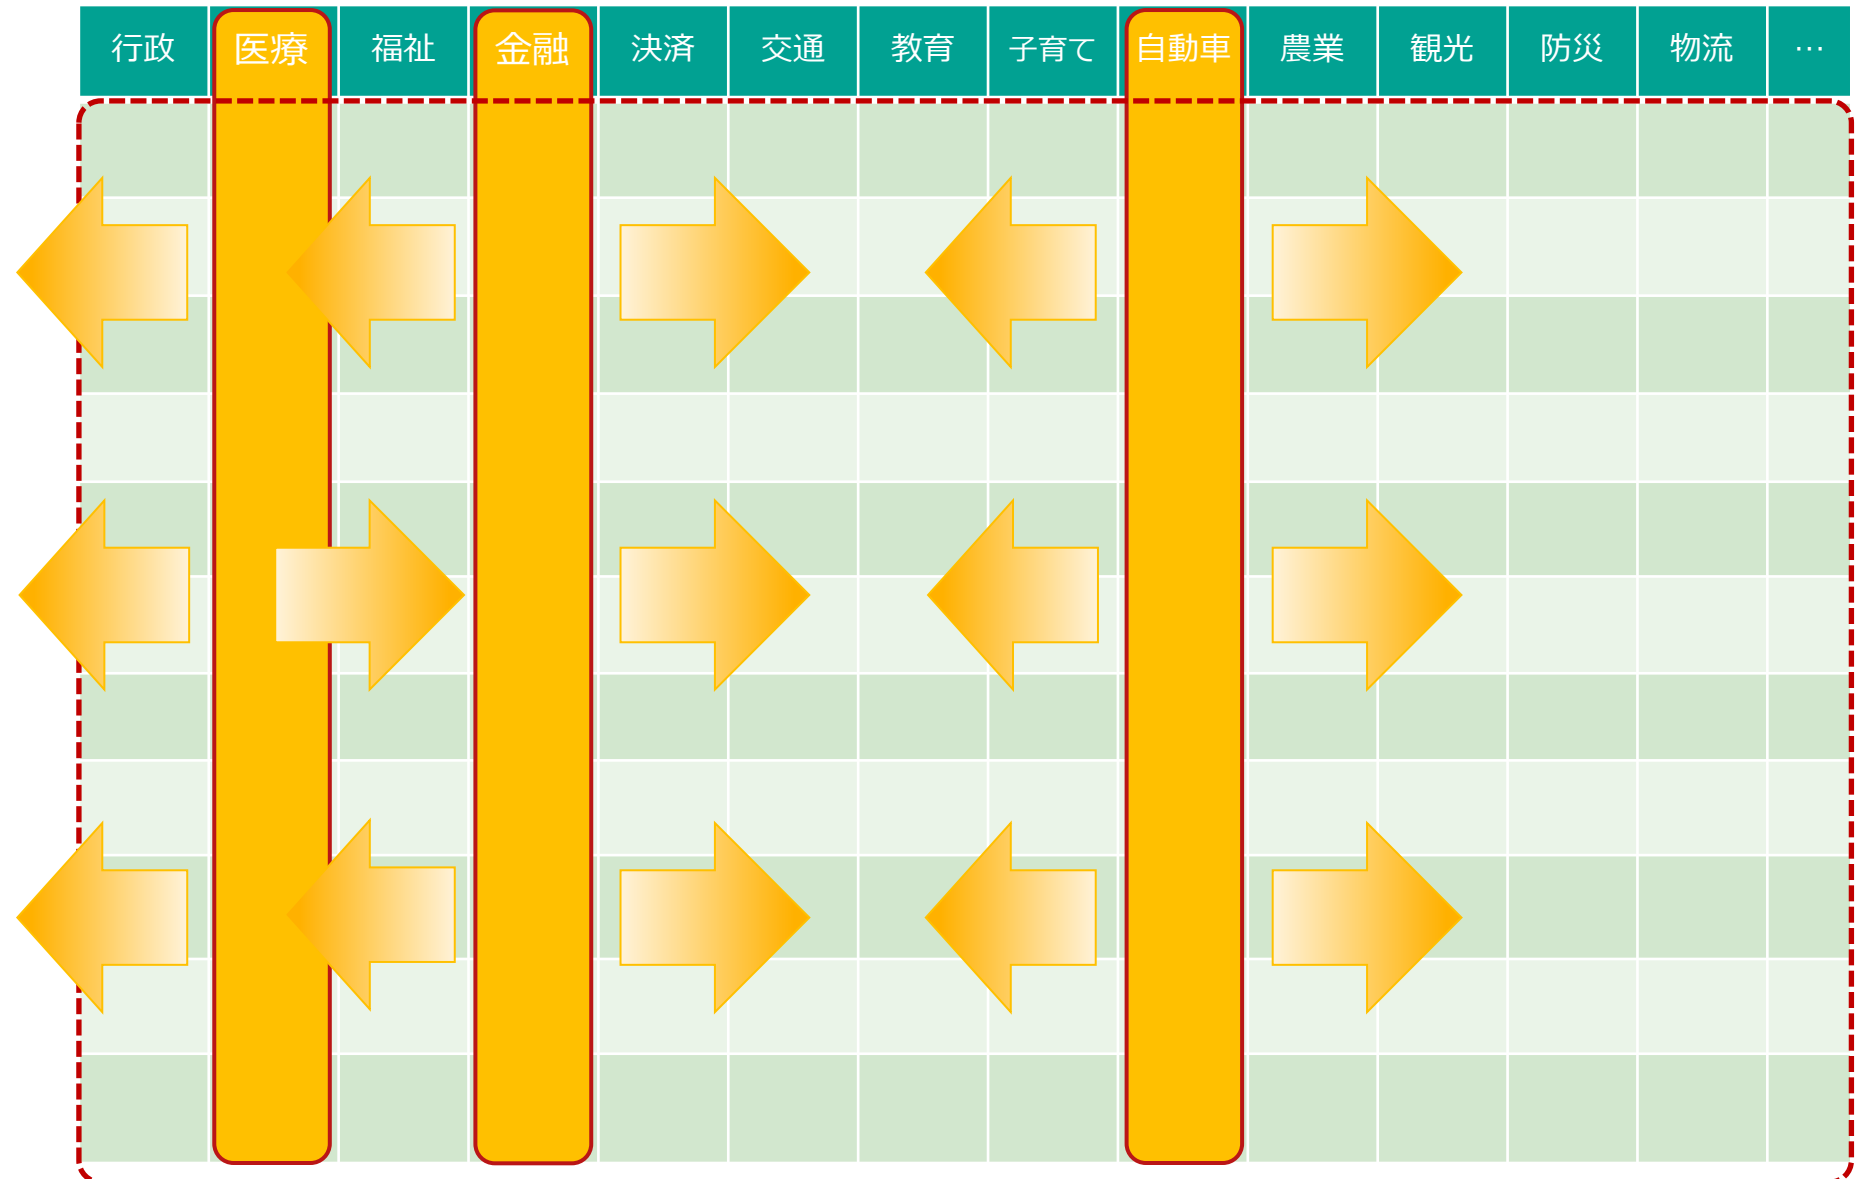 行政 医療 福祉 金融 決済 交通 教育 子育て 自動車 農業 観光 防災 物流 …